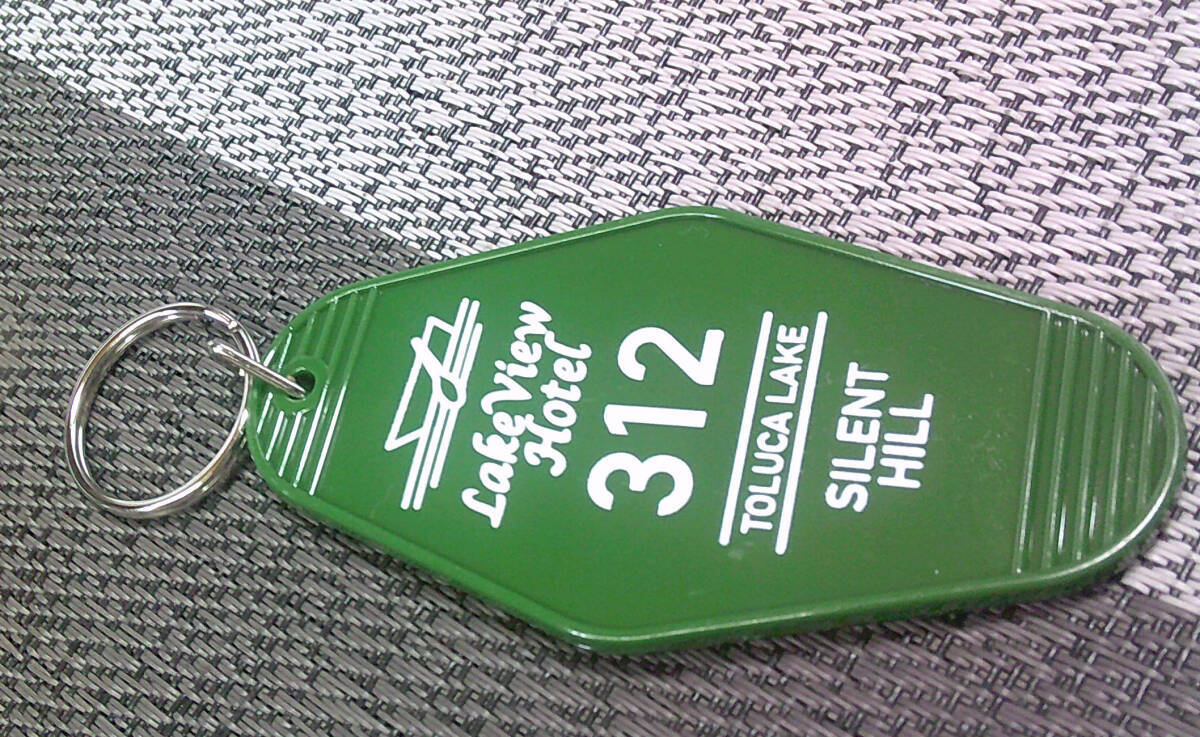 Lake View
Hotel
312
TOLUCA LAKE
SILENT
HILL